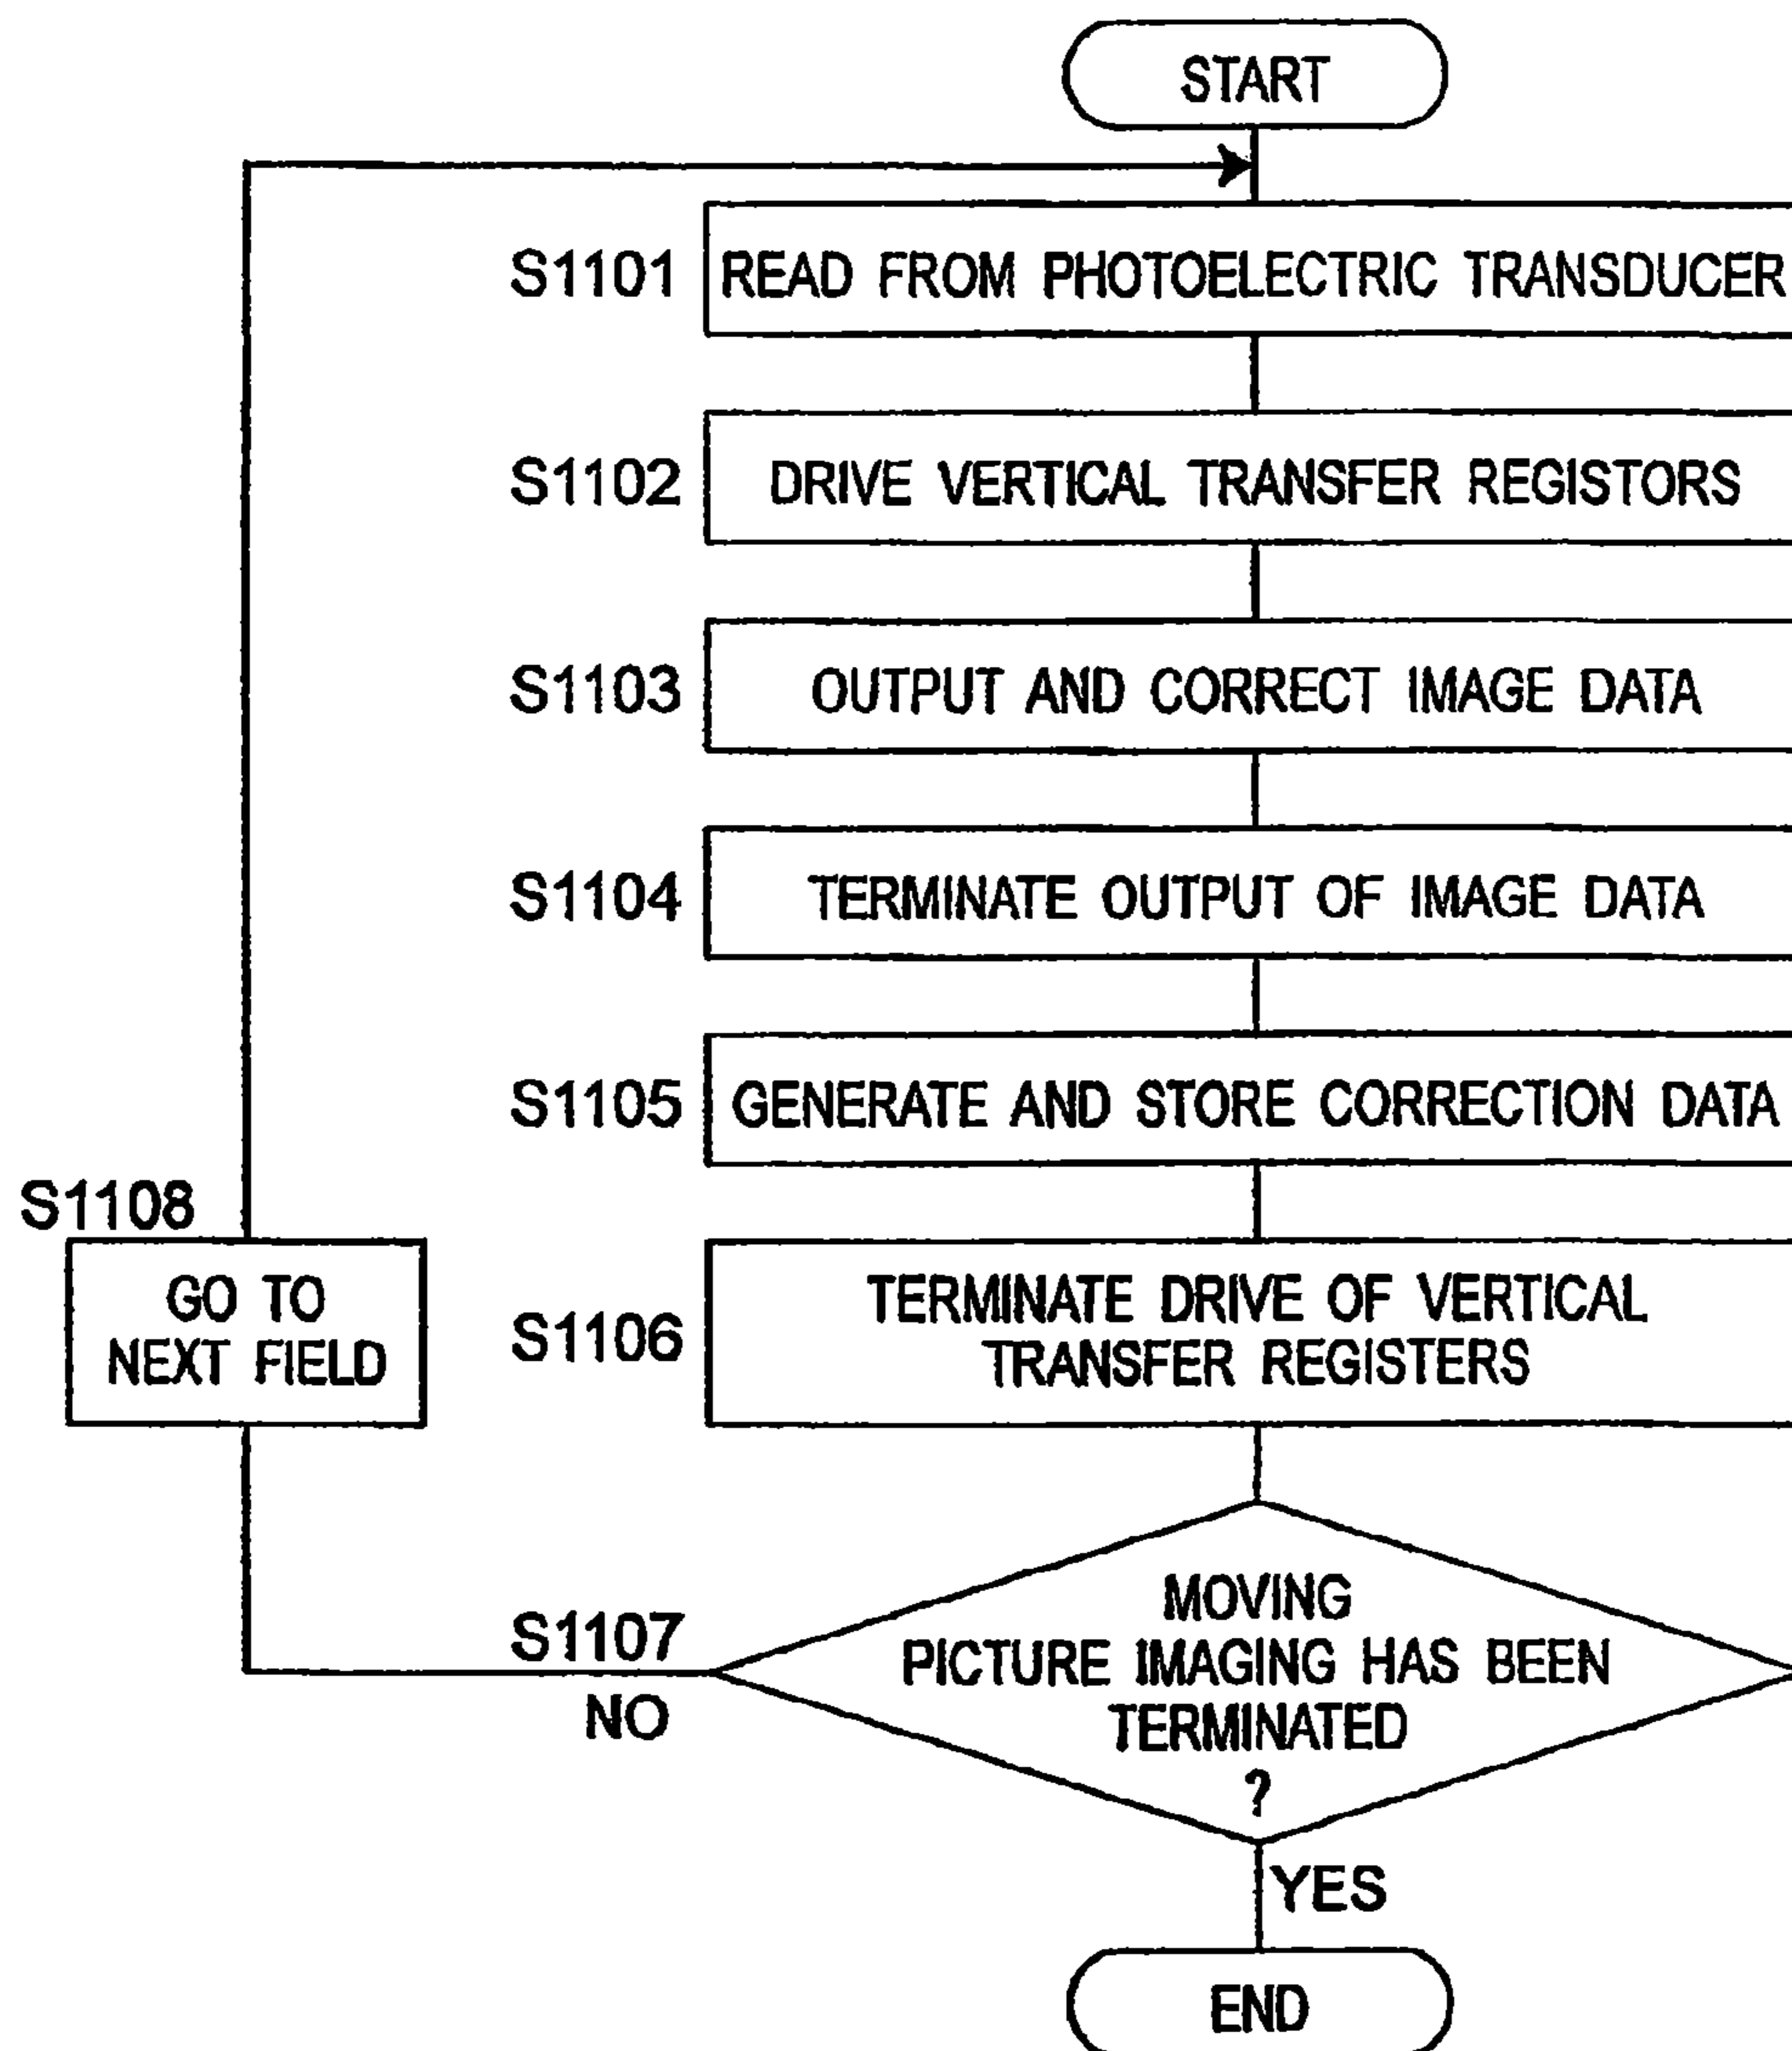 START
S1101
READ FROM PHOTOELECTRIC TRANSDUCER
S1102
DRIVE VERTICAL TRANSFER REGISTORS
S1103
OUTPUT AND CORRECT IMAGE DATA
S1104
TERMINATE OUTPUT OF IMAGE DATA
S1105
GENERATE AND STORE CORRECTION DATA
S1106
TERMINATE DRIVE OF VERTICAL
TRANSFER REGISTERS
S1107
MOVING
PICTURE IMAGING HAS BEEN
TERMINATED
?
NO
S1108
GO TO
NEXT FIELD
YES
END